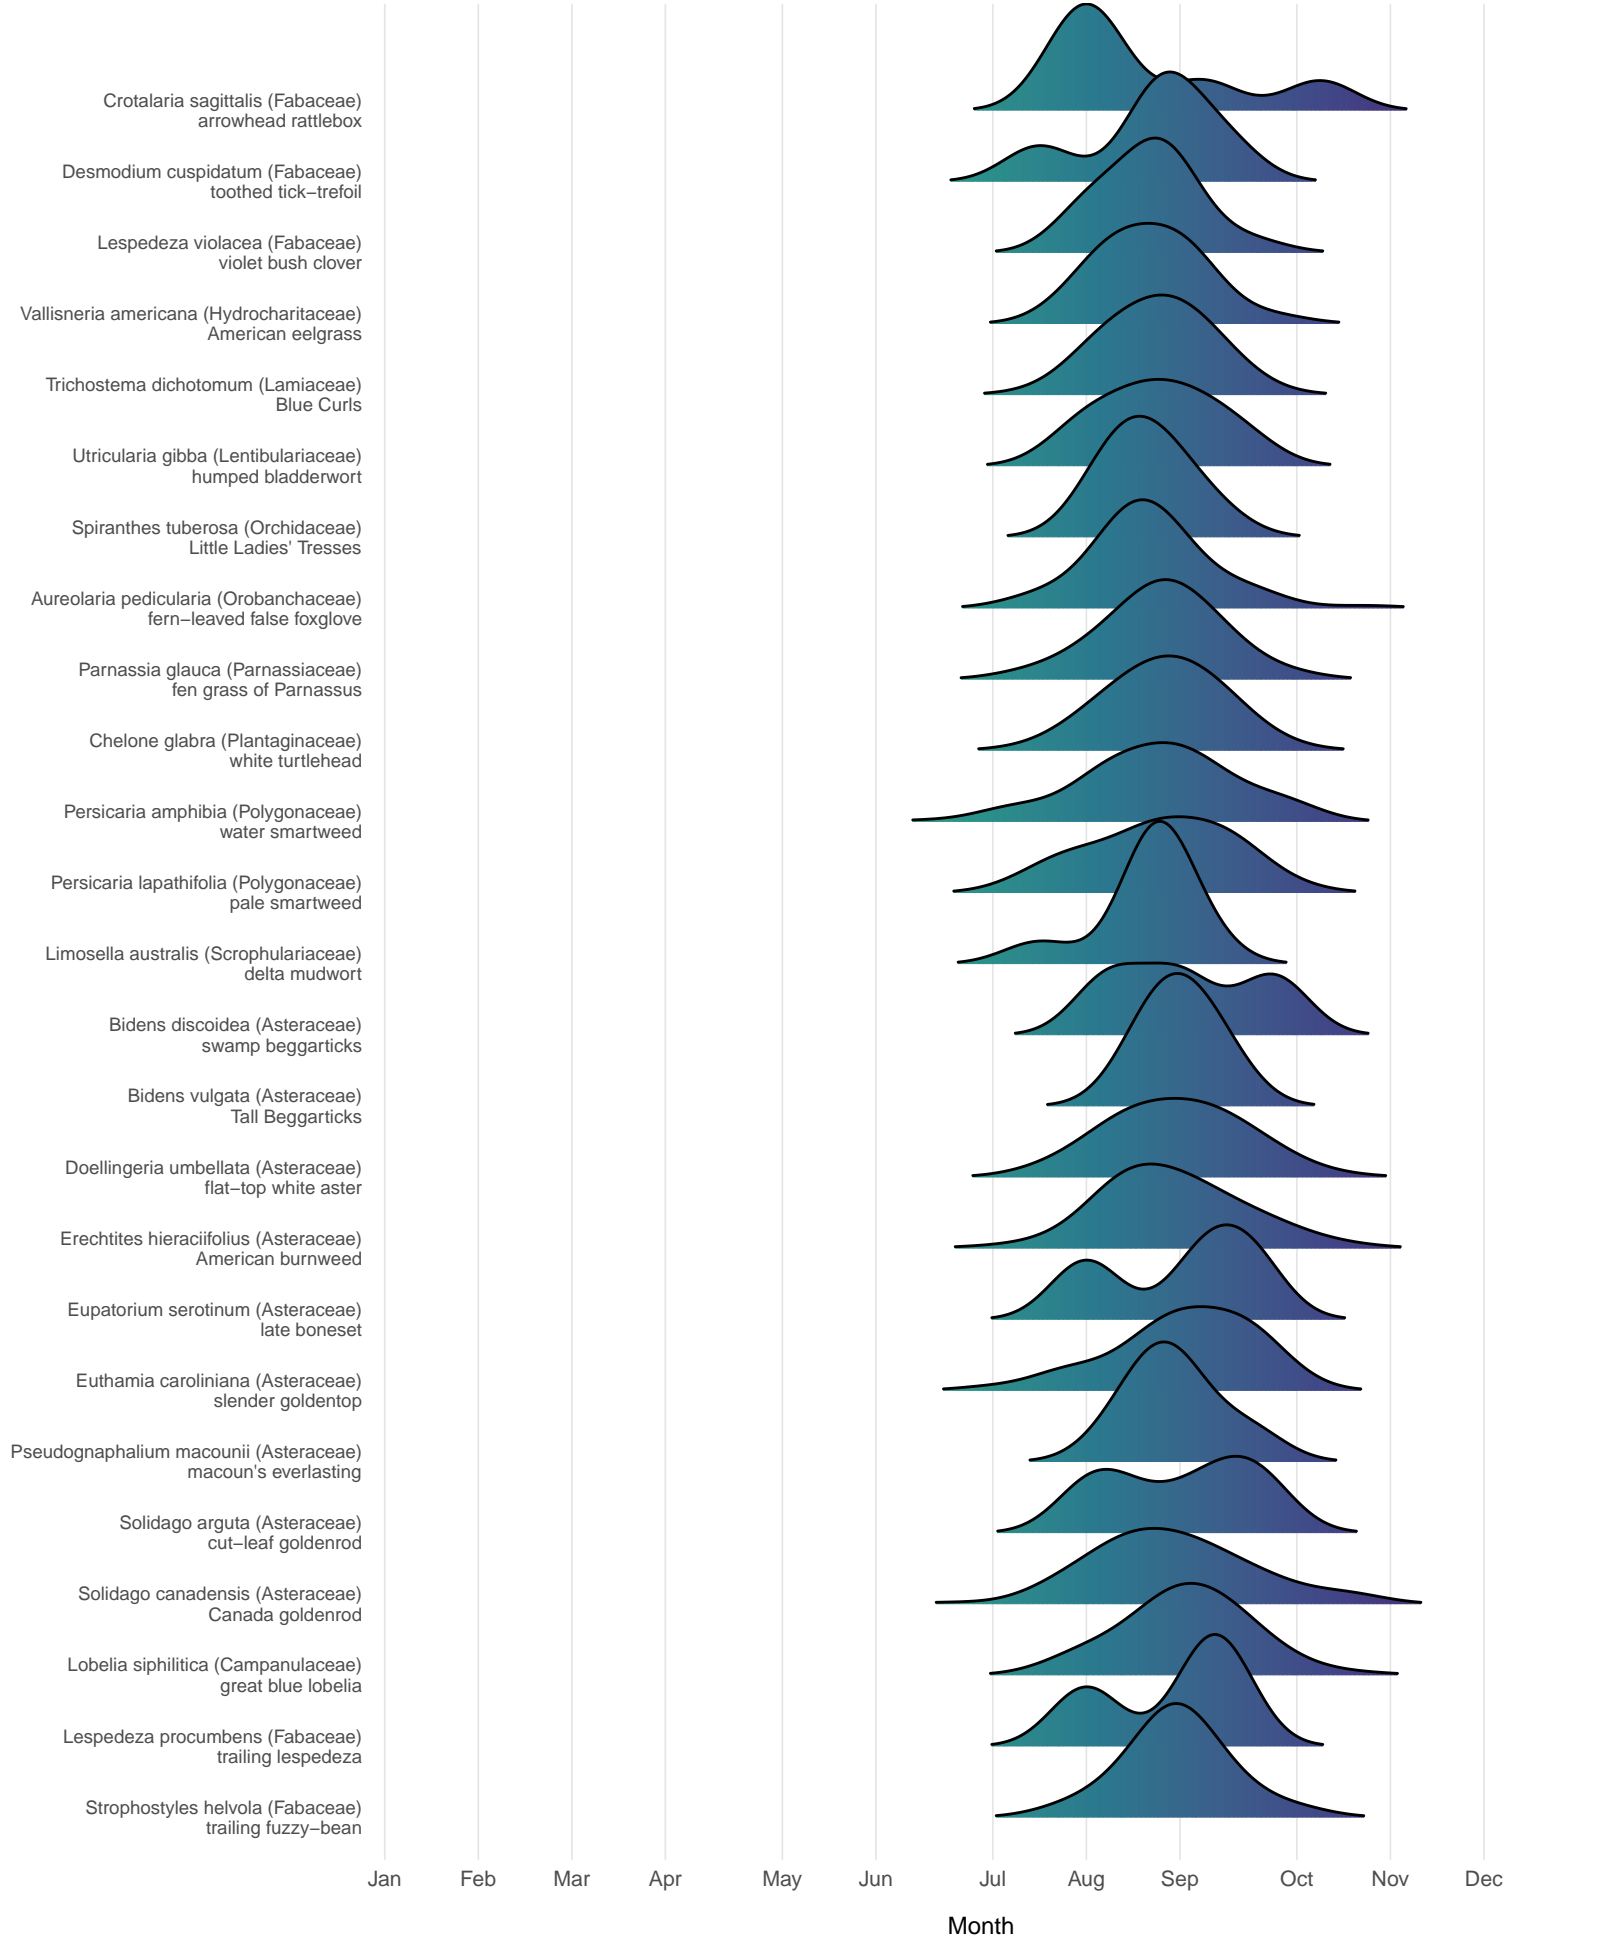 Crotalaria sagittalis (Fabaceae)
arrowhead rattlebox
Desmodium cuspidatum (Fabaceae)
toothed tick−trefoil
Lespedeza violacea (Fabaceae)
violet bush clover
Vallisneria americana (Hydrocharitaceae)
American eelgrass
Trichostema dichotomum (Lamiaceae)
Blue Curls
Utricularia gibba (Lentibulariaceae)
humped bladderwort
Spiranthes tuberosa (Orchidaceae)
Little Ladies' Tresses
Aureolaria pedicularia (Orobanchaceae)
fern−leaved false foxglove
Parnassia glauca (Parnassiaceae)
fen grass of Parnassus
Chelone glabra (Plantaginaceae)
white turtlehead
Persicaria amphibia (Polygonaceae)
water smartweed
Persicaria lapathifolia (Polygonaceae)
pale smartweed
Limosella australis (Scrophulariaceae)
delta mudwort
Bidens discoidea (Asteraceae)
swamp beggarticks
Bidens vulgata (Asteraceae)
Tall Beggarticks
Doellingeria umbellata (Asteraceae)
flat−top white aster
Erechtites hieraciifolius (Asteraceae)
American burnweed
Eupatorium serotinum (Asteraceae)
late boneset
Euthamia caroliniana (Asteraceae)
slender goldentop
Pseudognaphalium macounii (Asteraceae)
macoun's everlasting
Solidago arguta (Asteraceae)
cut−leaf goldenrod
Solidago canadensis (Asteraceae)
Canada goldenrod
Lobelia siphilitica (Campanulaceae)
great blue lobelia
Lespedeza procumbens (Fabaceae)
trailing lespedeza
Strophostyles helvola (Fabaceae)
trailing fuzzy−bean
Jan Feb Mar Apr May Jun Jul Aug Sep Oct Nov Dec
Month